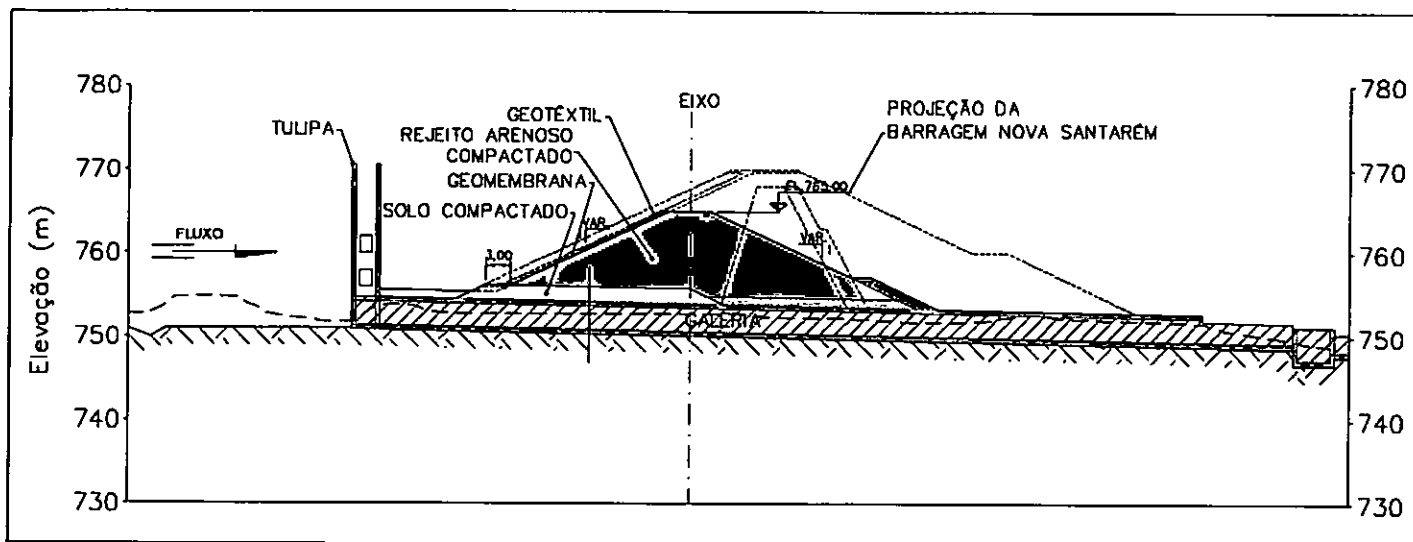 780
770
760
750
740
730
Elevação (m)
TULIPA
FLUXO
GEOTÊXTIL
REJEITO ARENOSO
COMPACTADO
GEOMEMBRANA
SOLO COMPACTADO
VAR
3,00
EIXO
PROJEÇÃO DA
BARRAGEM NOVA SANTARÉM
EL.765,00
VAR
GALERIA
780
770
760
750
740
730